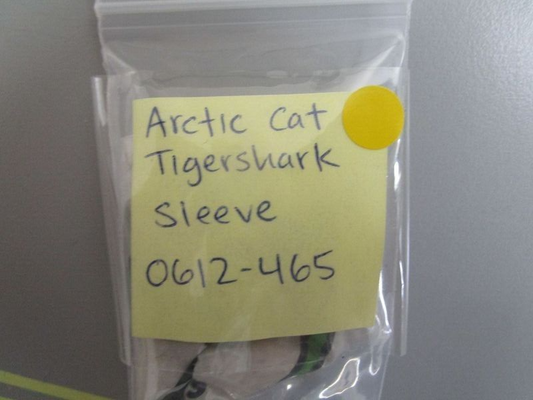 Arctic Cat
Tigershark
Sleeve
0612-465